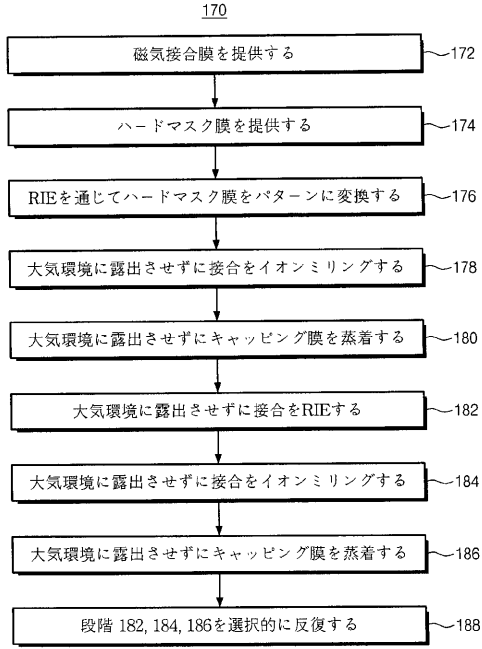 170
磁気接合膜を提供する 172
ハードマスク膜を提供する 174
RIEを通じてハードマスク膜をパターンに変換する 176
大気環境に露出させずに接合をイオンミリングする 178
大気環境に露出させずにキャッピング膜を蒸着する 180
大気環境に露出させずに接合をRIEする 182
大気環境に露出させずに接合をイオンミリングする 184
大気環境に露出させずにキャッピング膜を蒸着する 186
段階 182, 184, 186を選択的に反復する 188